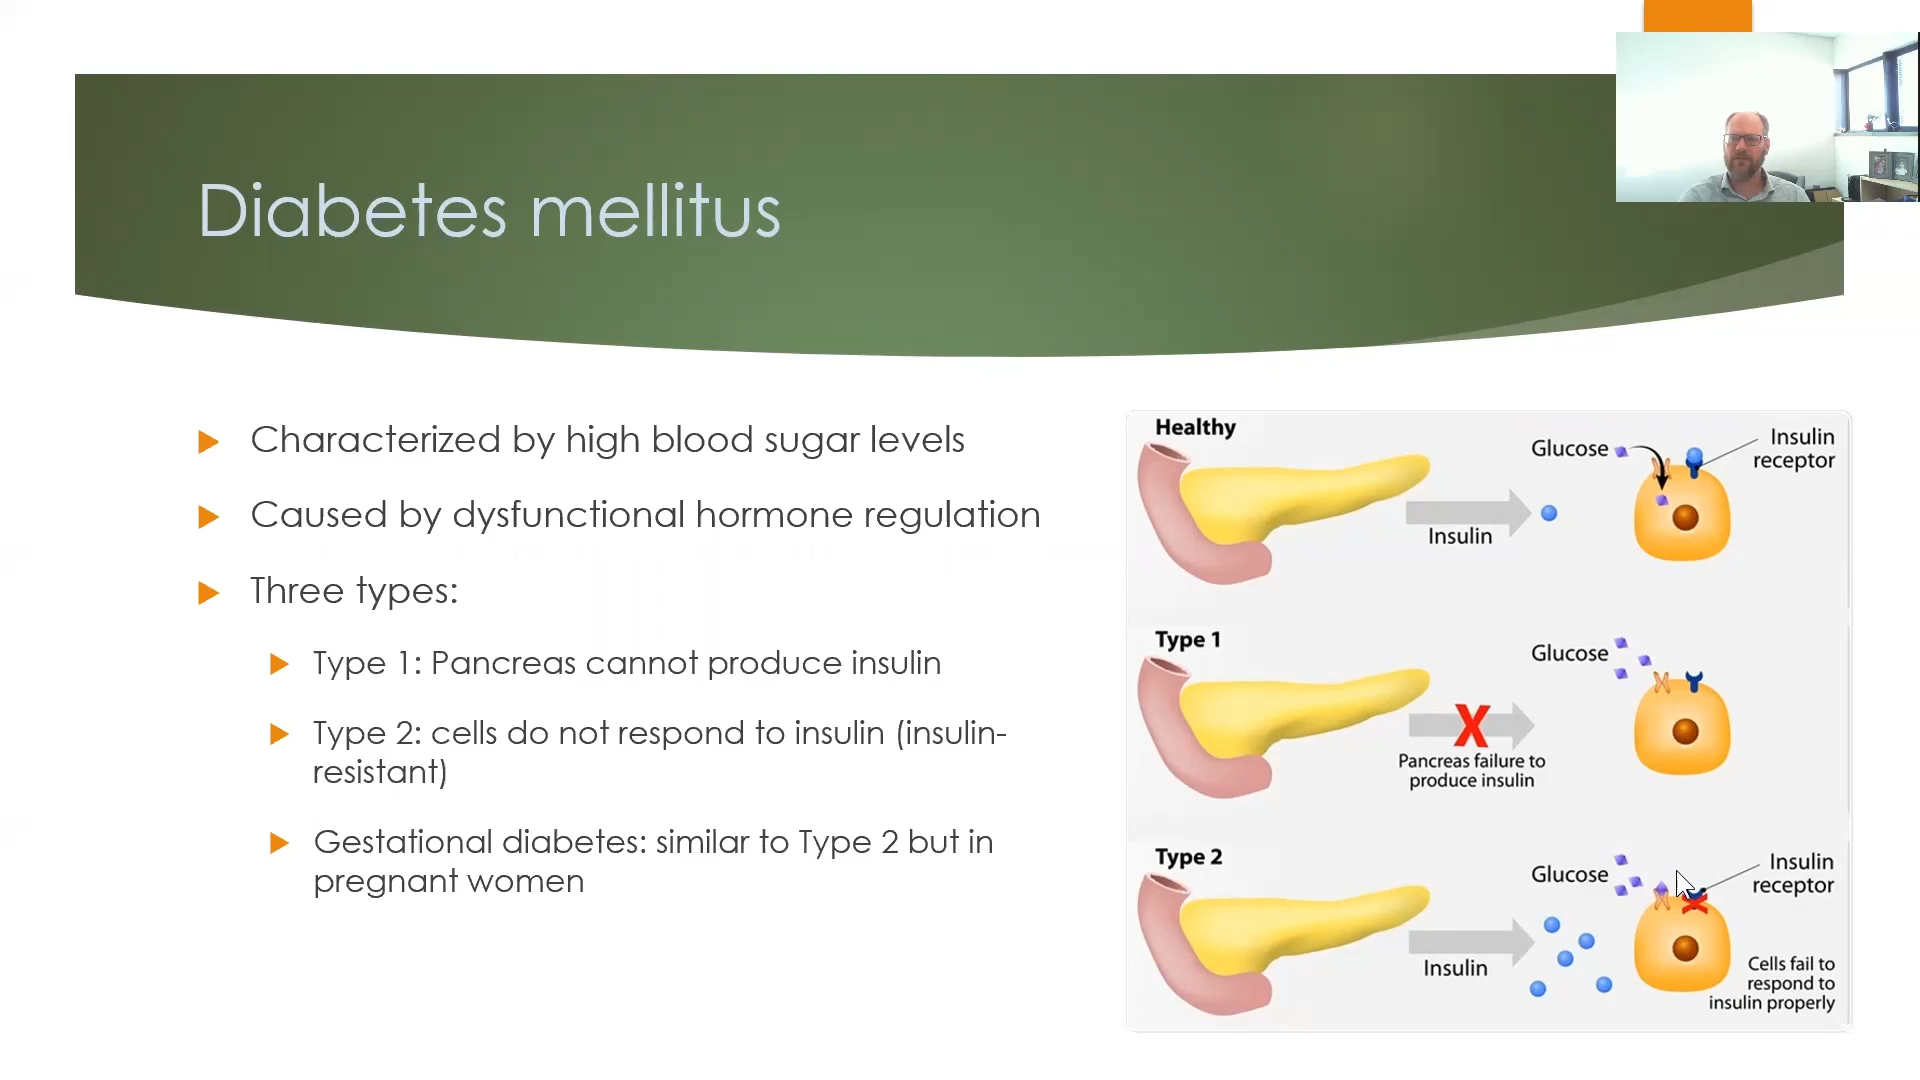 Diabetes mellitus
Characterized by high blood sugar levels
Caused by dysfunctional hormone regulation
Three types:
Type 1: Pancreas cannot produce insulin
Type 2: cells do not respond to insulin (insulin-
resistant)
Gestational diabetes: similar to Type 2 but in
pregnant women
Healthy
Glucose
Insulin
receptor
Insulin
Type 1
Glucose
Pancreas failure to
produce insulin
Type 2
Glucose
Insulin
receptor
Insulin
Cells fail to
respond to
insulin properly